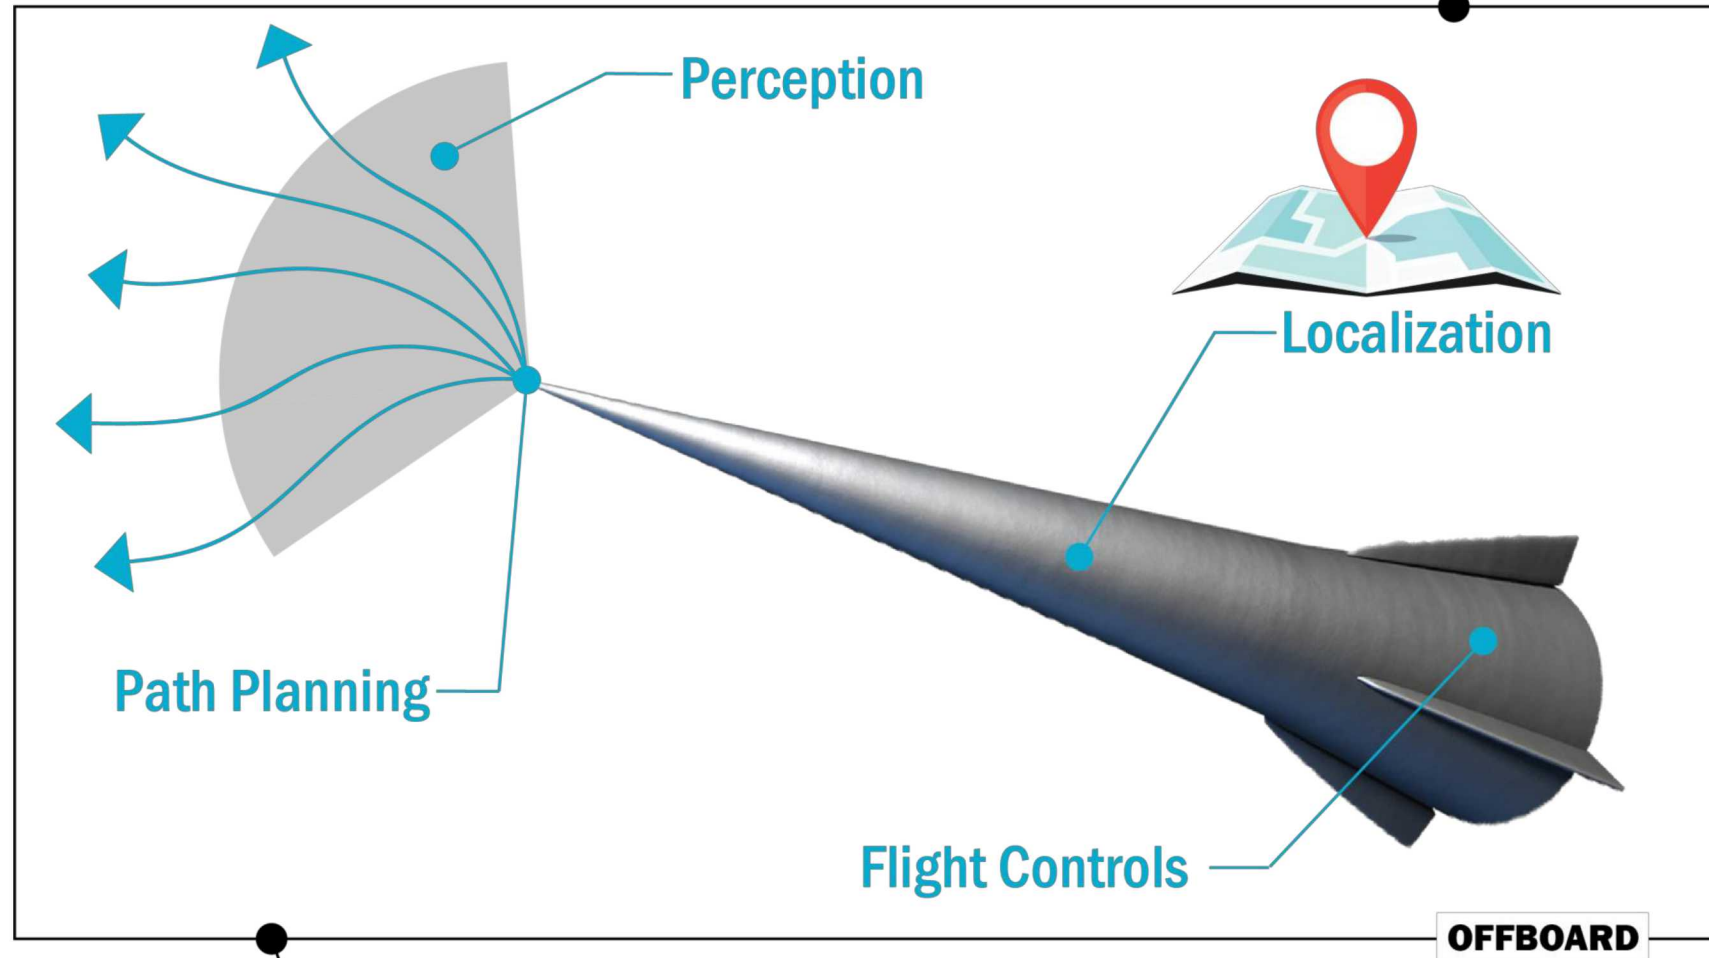 Perception
Localization
Path Planning
Flight Controls
OFFBOARD